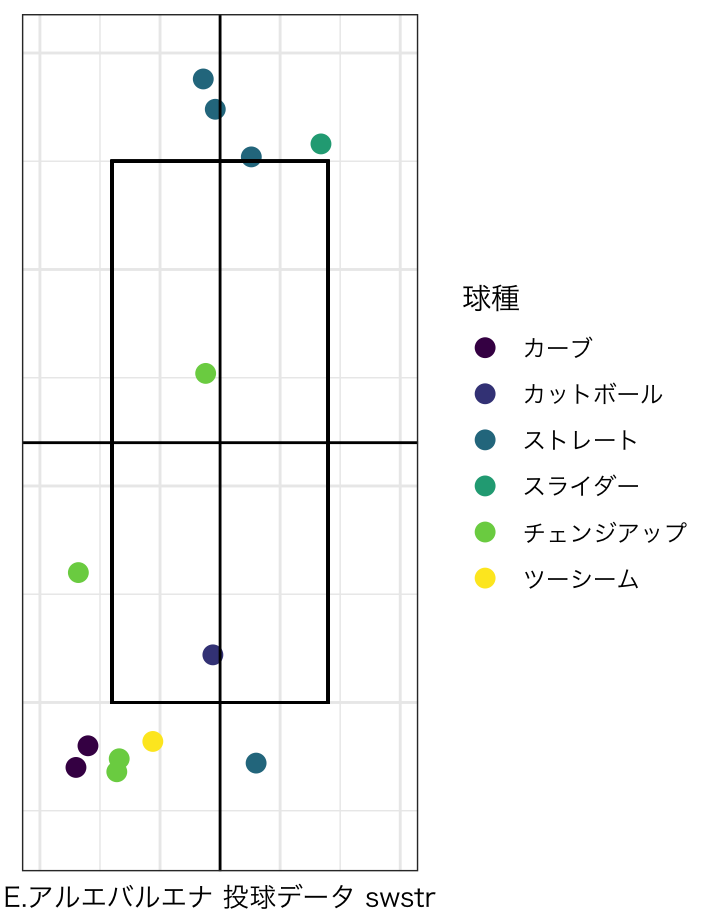 球種
カーブ
カットボール
ストレート
スライダー
チェンジアップ
ツーシーム
E.アルエバルエナ 投球データ swstr